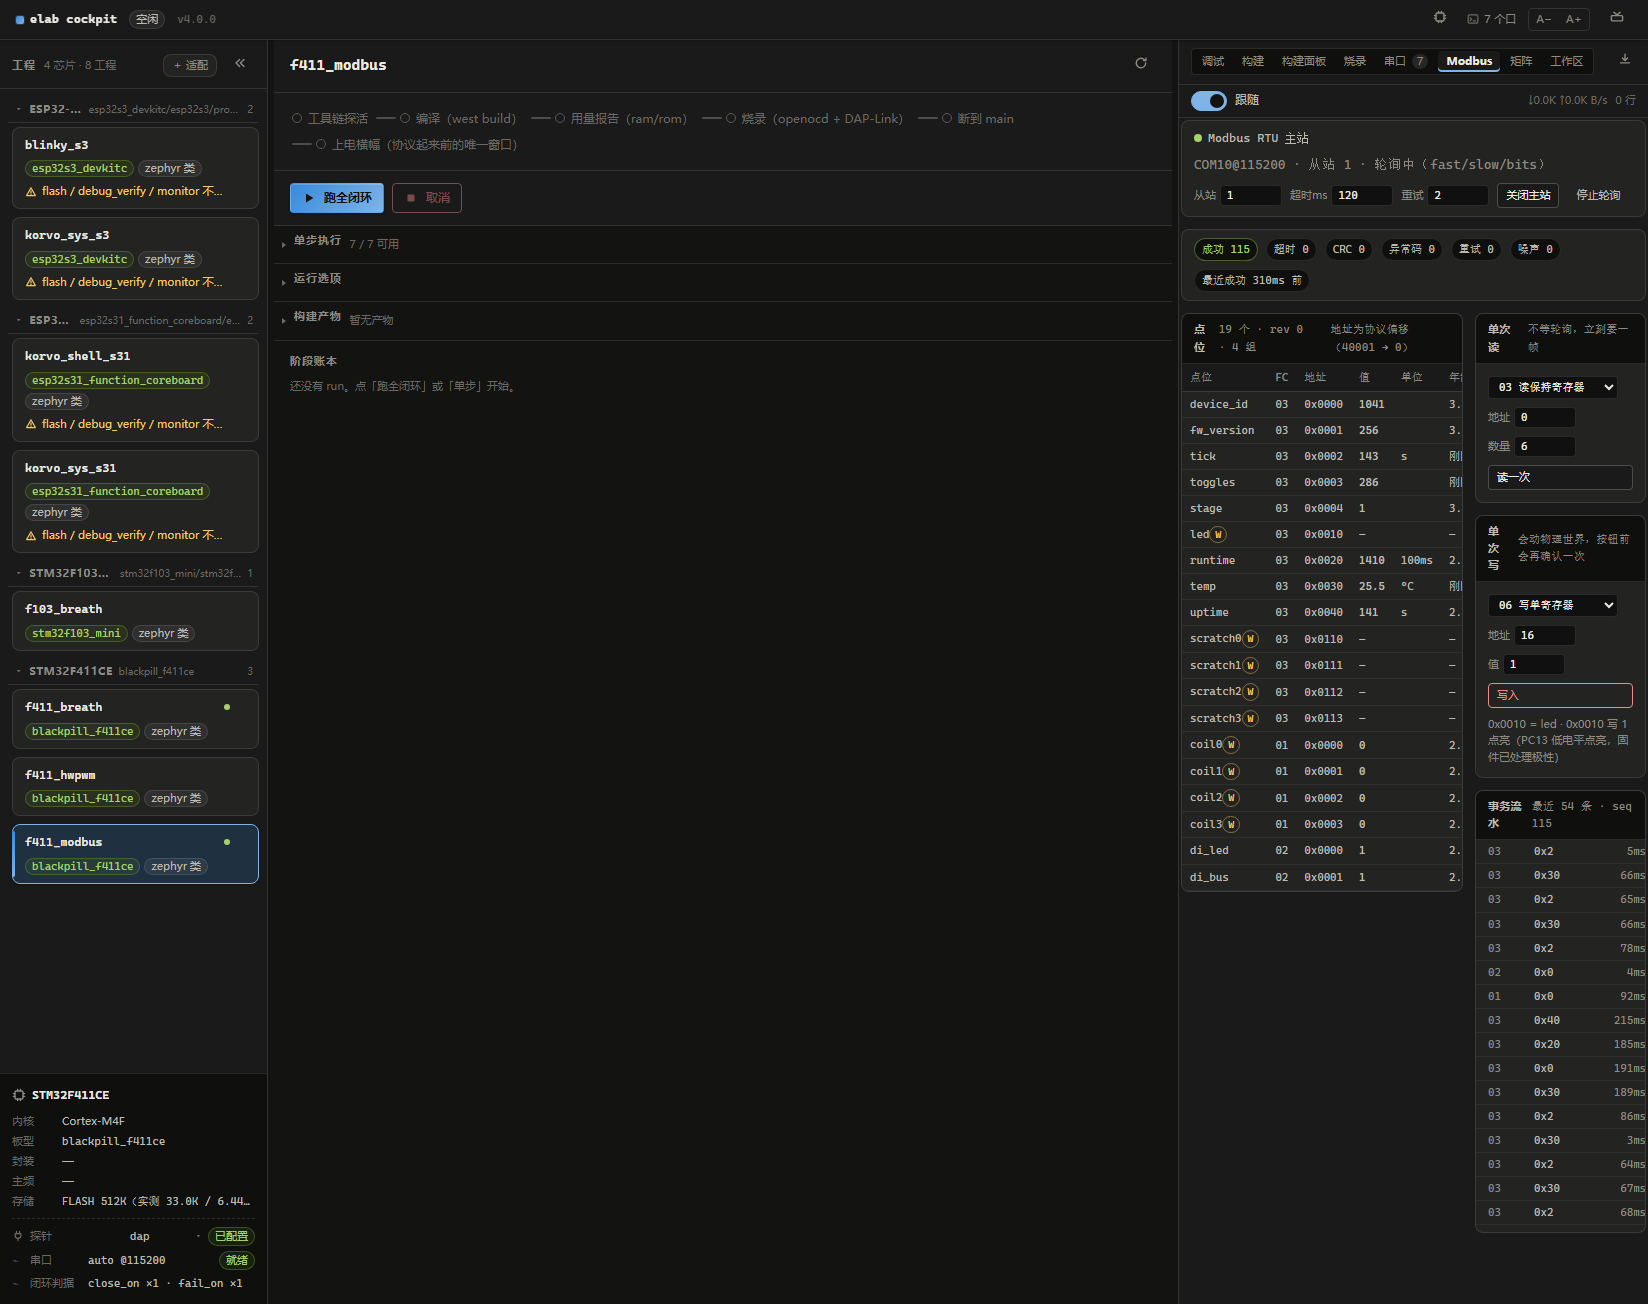 elab cockpit 空闲 v4.0.0
7 个口 A− A+
工程 4 芯片 · 8 工程 + 适配
ESP32-... esp32s3_devkitc/esp32s3/pro... 2
blinky_s3
esp32s3_devkitc zephyr 类
flash / debug_verify / monitor 不...
korvo_sys_s3
esp32s3_devkitc zephyr 类
flash / debug_verify / monitor 不...
ESP3... esp32s31_function_coreboard/e... 2
korvo_shell_s31
esp32s31_function_coreboard
zephyr 类
flash / debug_verify / monitor 不...
korvo_sys_s31
esp32s31_function_coreboard
zephyr 类
flash / debug_verify / monitor 不...
STM32F103... stm32f103_mini/stm32f... 1
f103_breath
stm32f103_mini zephyr 类
STM32F411CE blackpill_f411ce 3
f411_breath
blackpill_f411ce zephyr 类
f411_hwpwm
blackpill_f411ce zephyr 类
f411_modbus
blackpill_f411ce zephyr 类
STM32F411CE
内核 Cortex-M4F
板型 blackpill_f411ce
封装 —
主频 —
存储 FLASH 512K（实测 33.0K / 6.44…
探针 dap · 已配置
串口 auto @115200 就绪
闭环判据 close_on ×1 · fail_on ×1
f411_modbus
工具链探活 编译（west build） 用量报告（ram/rom） 烧录（openocd + DAP-Link） 断到 main
上电横幅（协议起来前的唯一窗口）
跑全闭环 取消
单步执行 7 / 7 可用
运行选项
构建产物 暂无产物
阶段账本
还没有 run。点「跑全闭环」或「单步」开始。
调试 构建 构建面板 烧录 串口 7 Modbus 矩阵 工作区
跟随 ↓0.0K ↑0.0K B/s 0 行
Modbus RTU 主站
COM10@115200 · 从站 1 · 轮询中（fast/slow/bits）
从站 1 超时ms 120 重试 2 关闭主站 停止轮询
成功 115 超时 0 CRC 0 异常码 0 重试 0 噪声 0
最近成功 310ms 前
点位 19 个 · rev 0 · 4 组 地址为协议偏移（40001 → 0）
点位 FC 地址 值 单位 年
device_id 03 0x0000 1041 3.
fw_version 03 0x0001 256 3.
tick 03 0x0002 143 s 刚
toggles 03 0x0003 286 刚
stage 03 0x0004 1 3.
led W 03 0x0010 — —
runtime 03 0x0020 1410 100ms 2.
temp 03 0x0030 25.5 °C 刚
uptime 03 0x0040 141 s 2.
scratch0 W 03 0x0110 — —
scratch1 W 03 0x0111 — —
scratch2 W 03 0x0112 — —
scratch3 W 03 0x0113 — —
coil0 W 01 0x0000 0 2.
coil1 W 01 0x0001 0 2.
coil2 W 01 0x0002 0 2.
coil3 W 01 0x0003 0 2.
di_led 02 0x0000 1 2.
di_bus 02 0x0001 1 2.
单次读 不等轮询，立刻要一帧
03 读保持寄存器
地址 0
数量 6
读一次
单次写 会动物理世界，按钮前会再确认一次
06 写单寄存器
地址 16
值 1
写入
0x0010 = led · 0x0010 写 1
点亮（PC13 低电平点亮，固
件已处理极性）
事务流水 最近 54 条 · seq 115
03 0x2 5ms
03 0x30 66ms
03 0x2 65ms
03 0x30 66ms
03 0x2 78ms
02 0x0 4ms
01 0x0 92ms
03 0x40 215ms
03 0x20 185ms
03 0x0 191ms
03 0x30 189ms
03 0x2 86ms
03 0x30 3ms
03 0x2 64ms
03 0x30 67ms
03 0x2 68ms